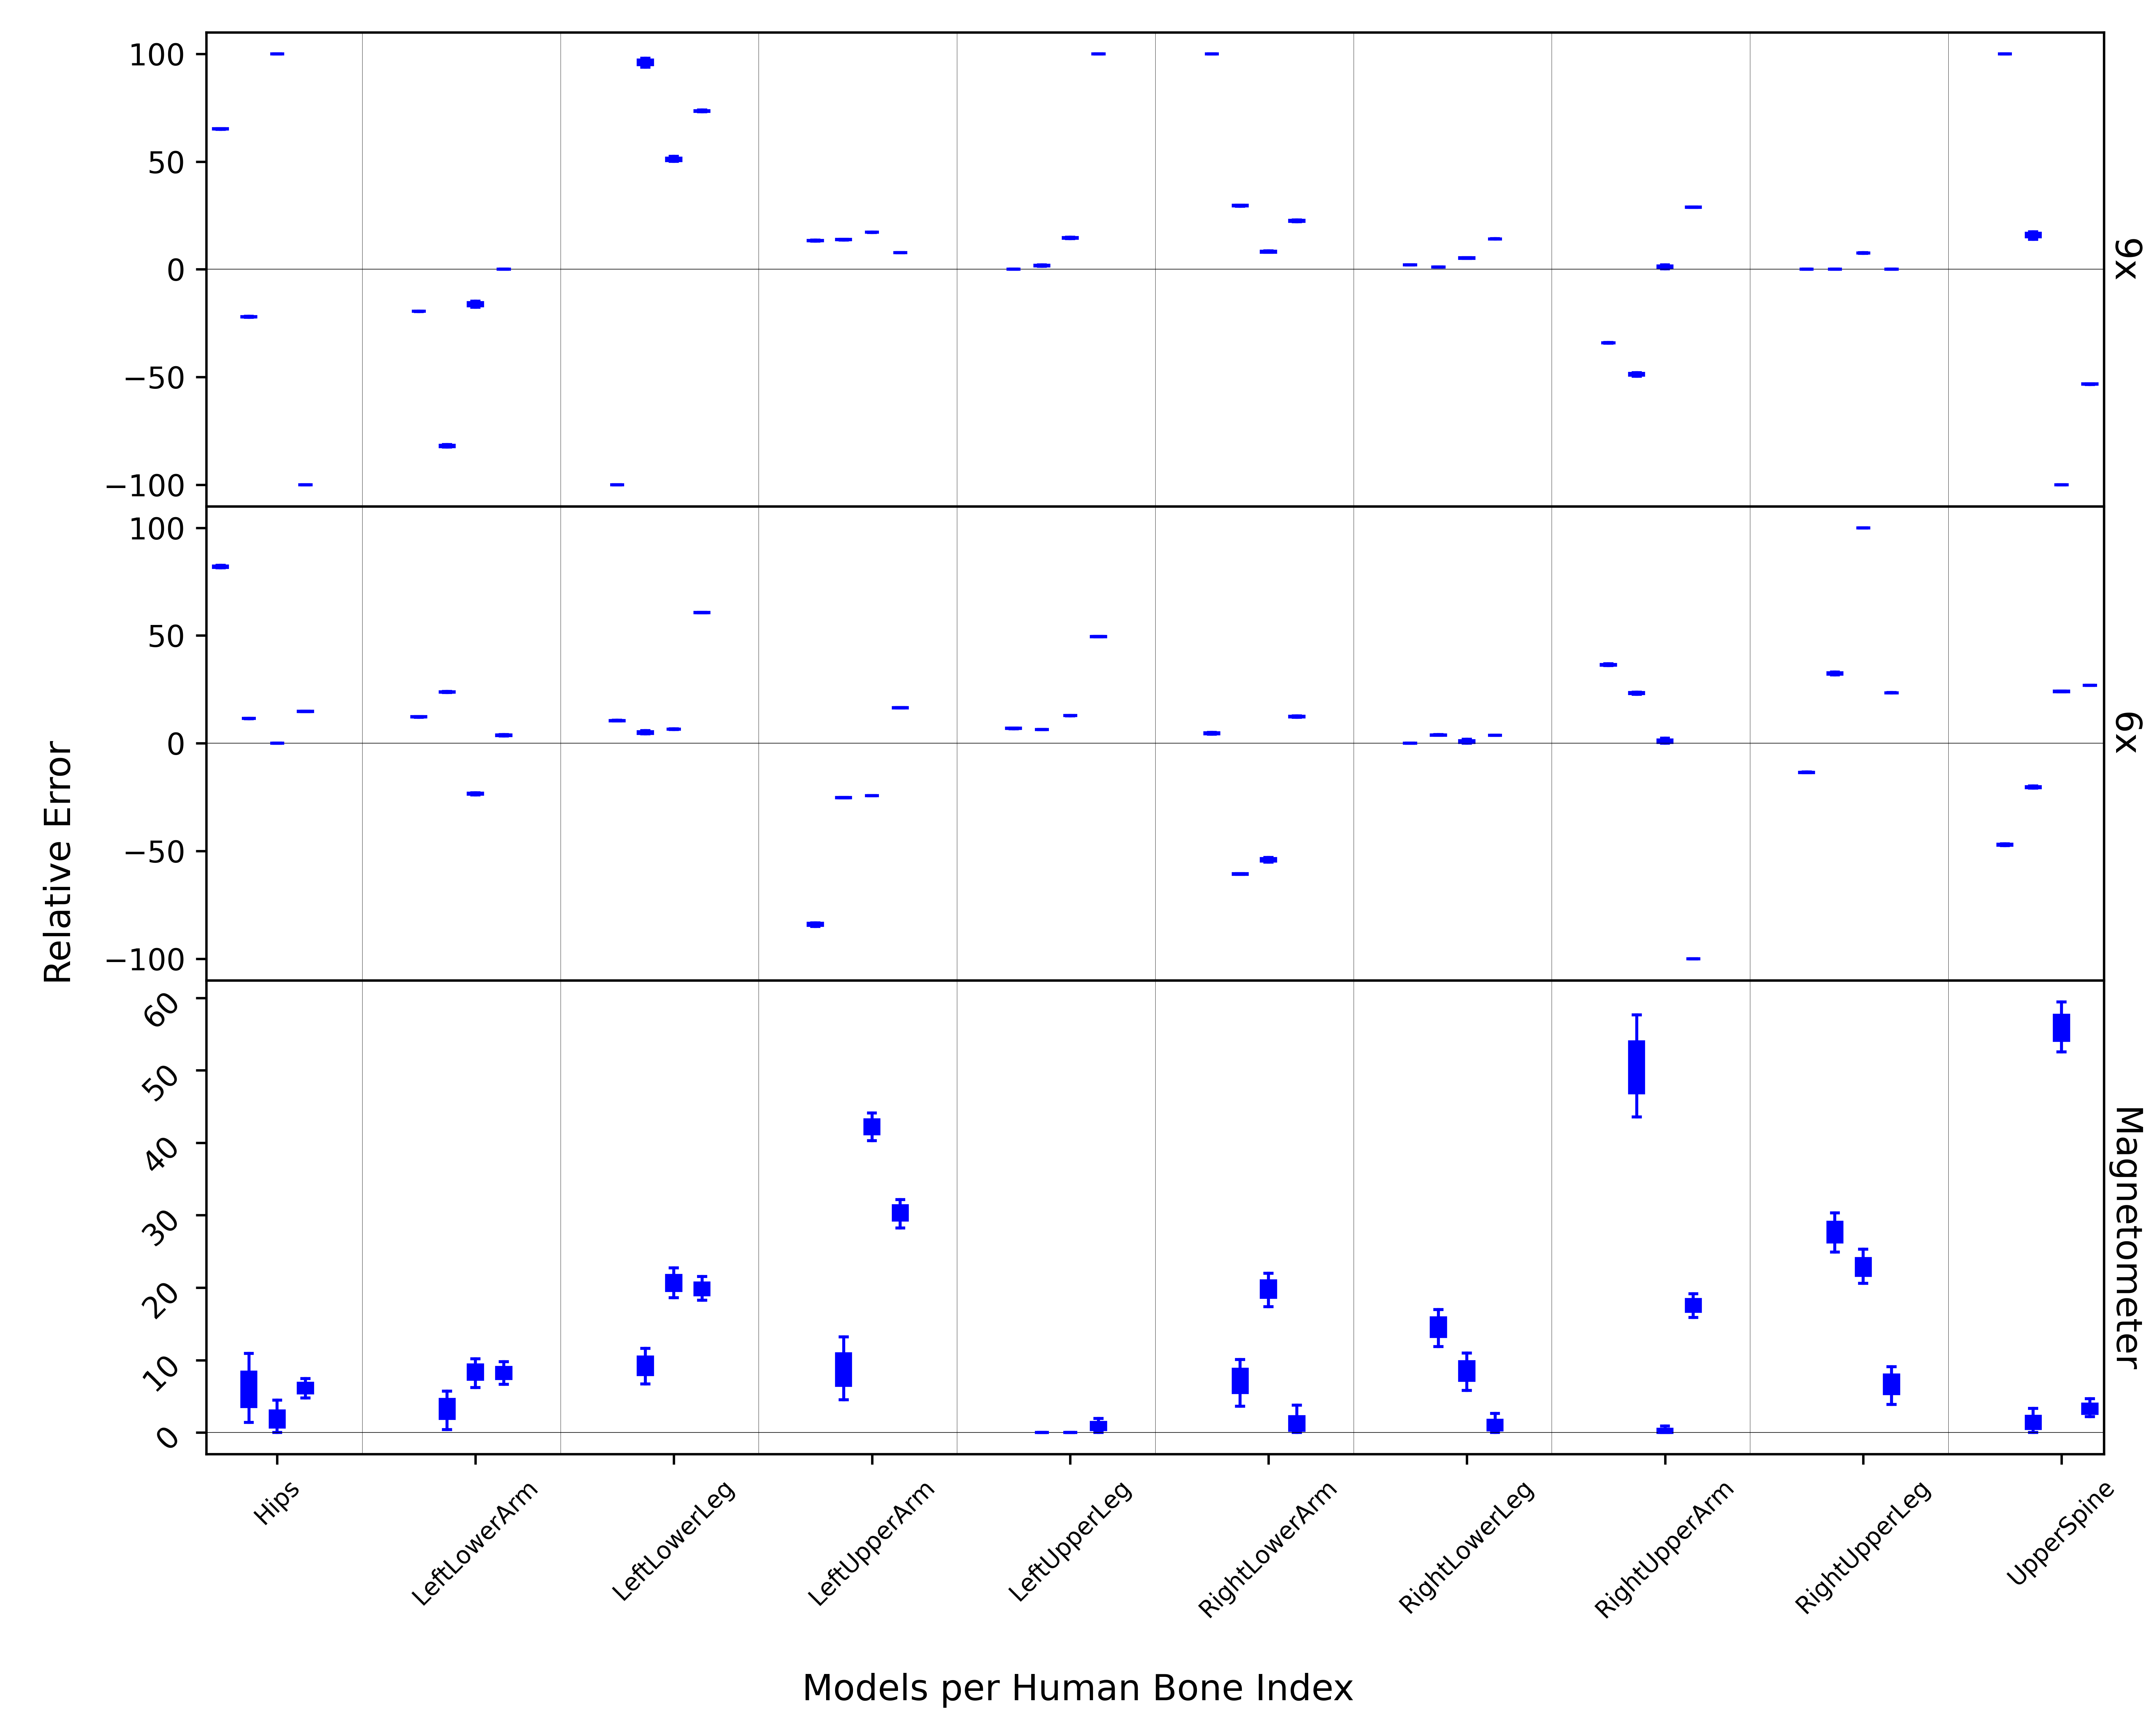 100
50
0
−50
−100
9x
100
50
0
−50
−100
6x
Relative Error
60
50
40
30
20
10
0
Magnetometer
Hips
LeftLowerArm
LeftLowerLeg
LeftUpperArm
LeftUpperLeg
RightLowerArm
RightLowerLeg
RightUpperArm
RightUpperLeg
UpperSpine
Models per Human Bone Index